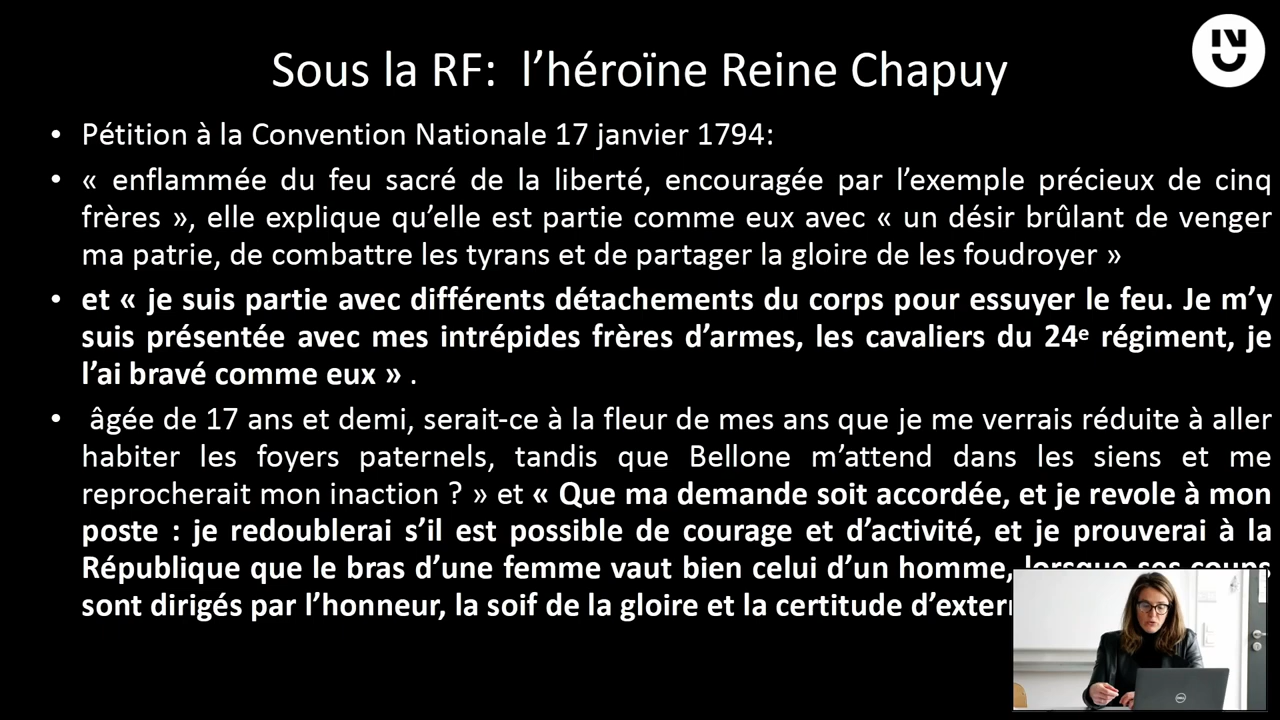 INU
Sous la RF: l’héroïne Reine Chapuy
• Pétition à la Convention Nationale 17 janvier 1794:
• « enflammée du feu sacré de la liberté, encouragée par l’exemple précieux de cinq
frères », elle explique qu’elle est partie comme eux avec « un désir brûlant de venger
ma patrie, de combattre les tyrans et de partager la gloire de les foudroyer »
• et « je suis partie avec différents détachements du corps pour essuyer le feu. Je m’y
suis présentée avec mes intrépides frères d’armes, les cavaliers du 24e régiment, je
l’ai bravé comme eux » .
• âgée de 17 ans et demi, serait-ce à la fleur de mes ans que je me verrais réduite à aller
habiter les foyers paternels, tandis que Bellone m’attend dans les siens et me
reprocherait mon inaction ? » et « Que ma demande soit accordée, et je revole à mon
poste : je redoublerai s’il est possible de courage et d’activité, et je prouverai à la
République que le bras d’une femme vaut bien celui d’un homme, lorsque ses coups
sont dirigés par l’honneur, la soif de la gloire et la certitude
DELL